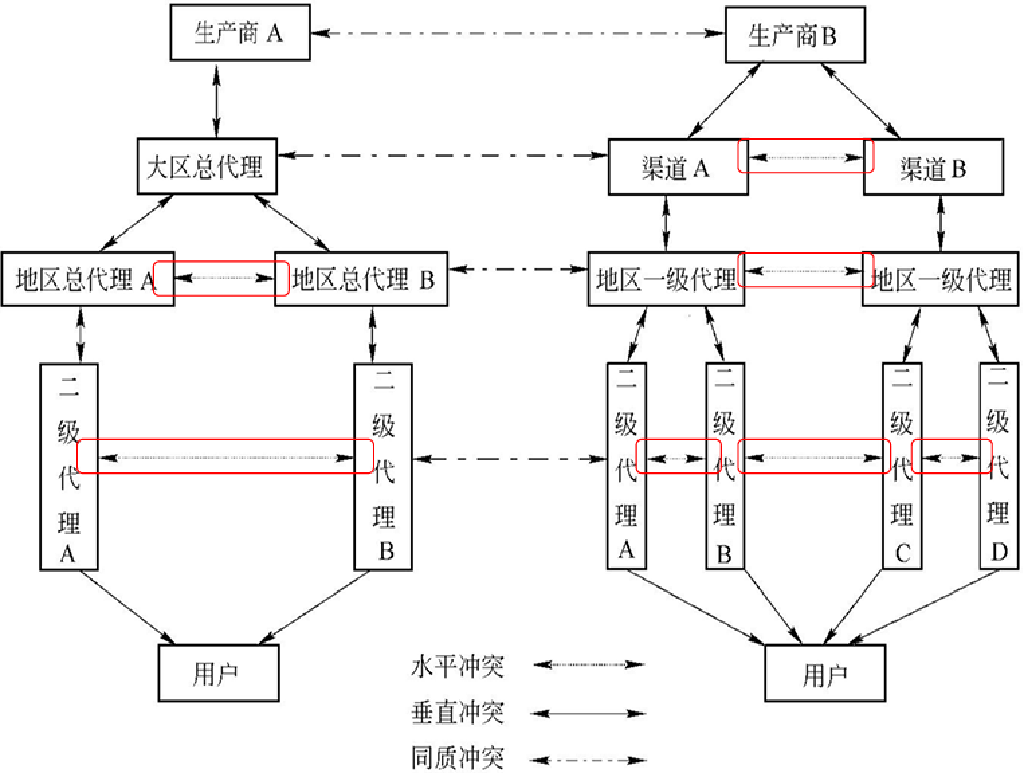 生产商 A
生产商 B
大区总代理
渠道 A
渠道 B
地区总代理 A
地区总代理 B
地区一级代理
地区一级代理
二级代理A
二级代理B
二级代理A
二级代理B
二级代理C
二级代理D
用户
用户
水平冲突
垂直冲突
同质冲突